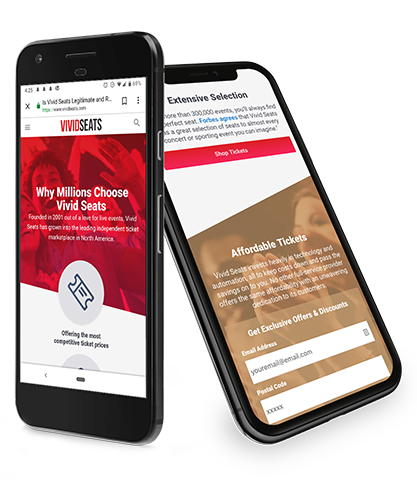 4:25
69%
Is Vivid Seats Legitimate and R...
https://www.vividseats.com
VIVIDSEATS
Why Millions Choose
Vivid Seats
Founded in 2001 out of a love for live events, Vivid
Seats has grown into the leading independent ticket
marketplace in North America.
Offering the most
competitive ticket prices
Extensive Selection
more than 300,000 events, you'll always find
perfect seat. Forbes agrees that Vivid Seats
s a great selection of seats to almost every
concert or sporting event you can imagine."
Shop Tickets
Affordable Tickets
Vivid Seats invests heavily in technology and
automation, all to keep costs down and pass the
savings on to you. No other full-service provider
offers the same affordability with an unwavering
dedication to its customers.
Get Exclusive Offers & Discounts
Email Address
youremail@email.com
Postal Code
xxxxx